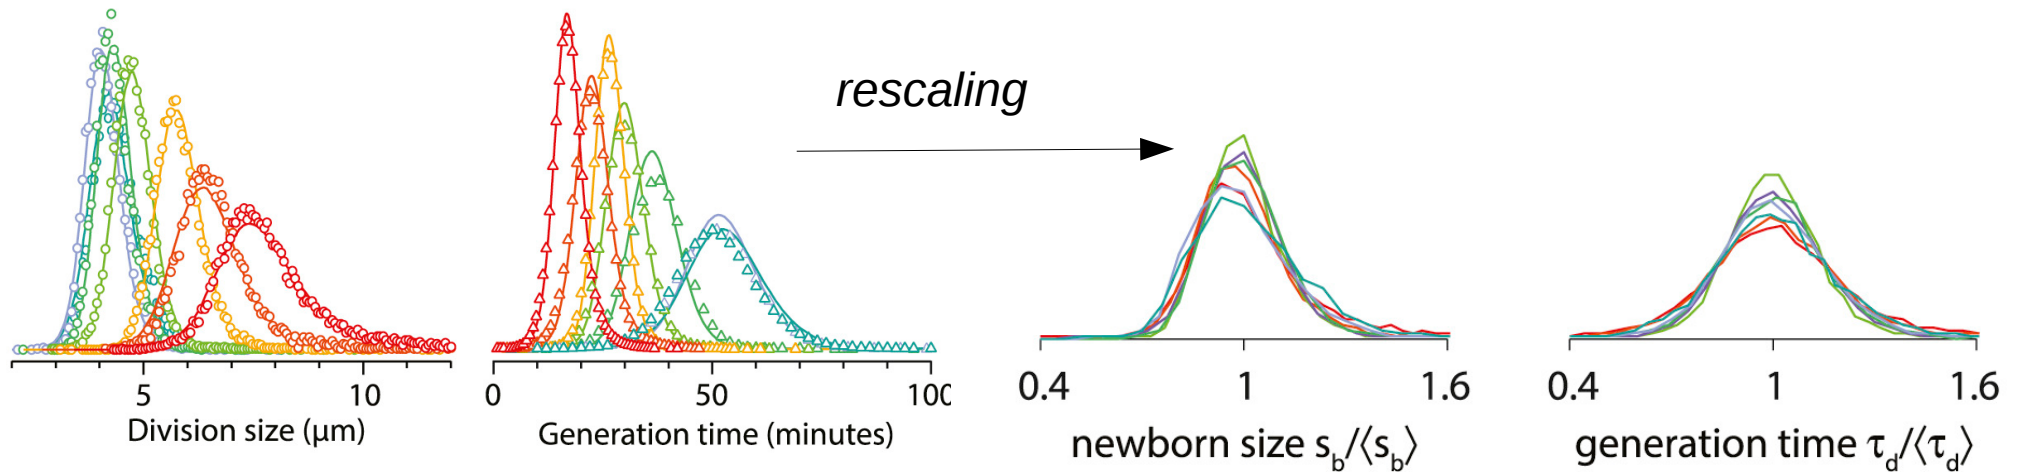 rescaling
5 10
Division size (µm)
0 50 100
Generation time (minutes)
0.4 1 1.6
newborn size s_b/⟨s_b⟩
0.4 1 1.6
generation time τ_d/⟨τ_d⟩